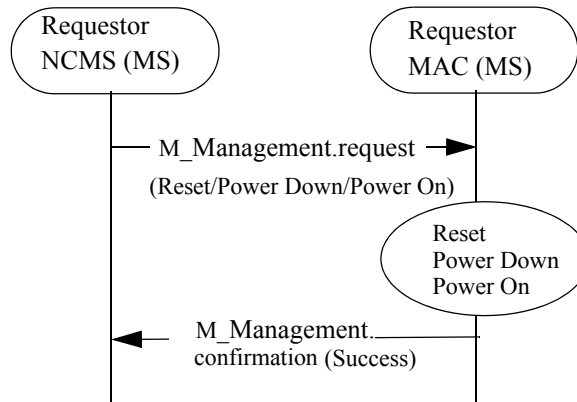 Requestor
NCMS (MS)
Requestor
MAC (MS)
M_Management.request
(Reset/Power Down/Power On)
Reset
Power Down
Power On
M_Management.
confirmation (Success)